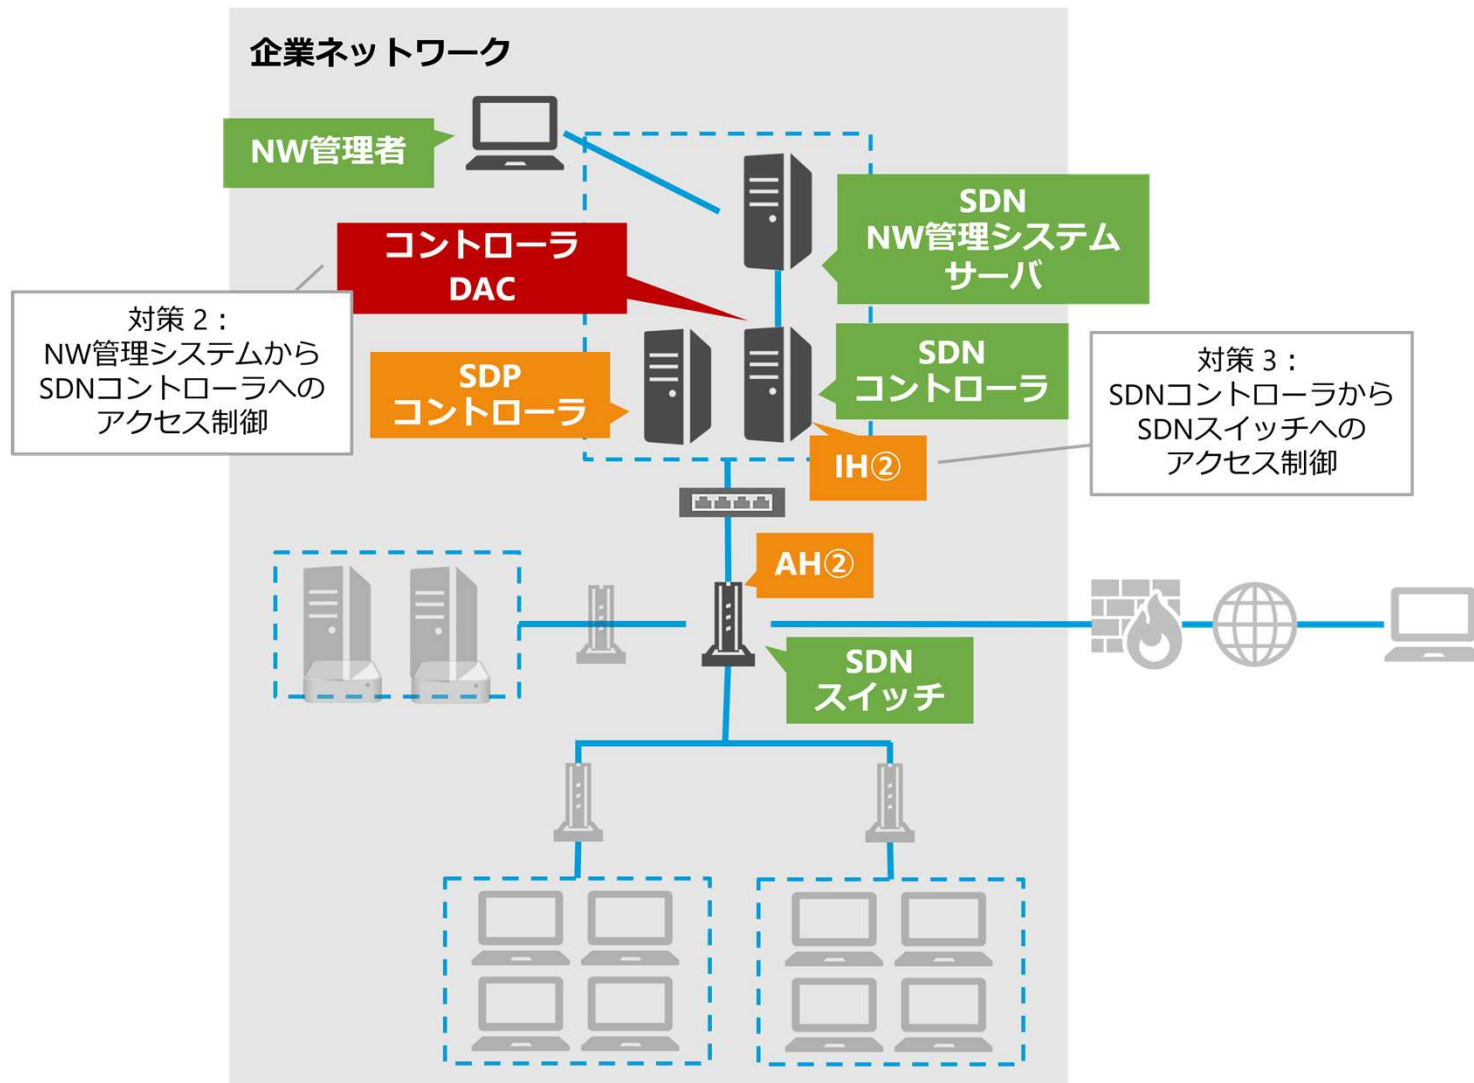 企業ネットワーク
NW管理者
SDN
NW管理システム
サーバ
コントローラ
DAC
対策 2：
NW管理システムから
SDNコントローラへの
アクセス制御
SDP
コントローラ
SDN
コントローラ
対策 3：
SDNコントローラから
SDNスイッチへの
アクセス制御
IH②
AH②
SDN
スイッチ